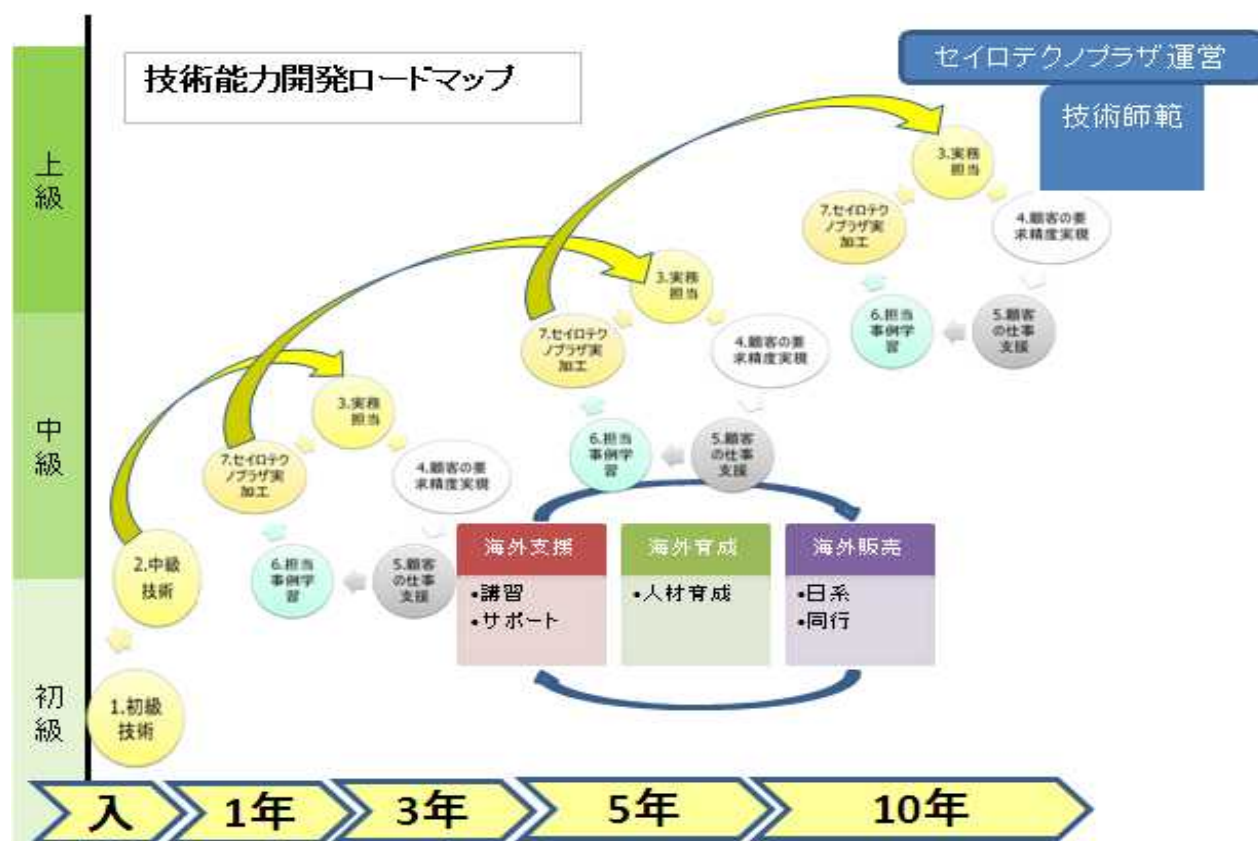 技術能力開発ロードマップ
セイロテクノプラザ運営
技術師範
上
級
中
級
初
級
3.実務
担当
7.セイロテク
ノプラザ実
加工
4.顧客の要
求精度実現
6.担当
事例学
習
5.顧客
の仕事
支援
3.実務
担当
7.セイロテク
ノプラザ実
加工
4.顧客の要
求精度実現
6.担当
事例学
習
5.顧客
の仕事
支援
3.実務
担当
7.セイロテク
ノプラザ実
加工
4.顧客の要
求精度実現
6.担当
事例学
習
5.顧客
の仕事
支援
2.中級
技術
1.初級
技術
海外支援
•講習
•サポート
海外育成
•人材育成
海外販売
•日系
•同行
入
1年
3年
5年
10年